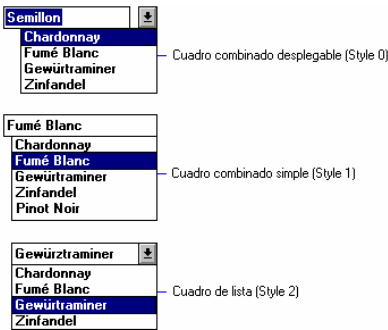 Semillon
Chardonnay
Fumé Blanc
Gewürtraminer
Zinfandel
Cuadro combinado desplegable (Style 0)
Fumé Blanc
Chardonnay
Fumé Blanc
Gewürtraminer
Zinfandel
Pinot Noir
Cuadro combinado simple (Style 1)
Gewürztraminer
Chardonnay
Fumé Blanc
Gewürtraminer
Zinfandel
Cuadro de lista (Style 2)